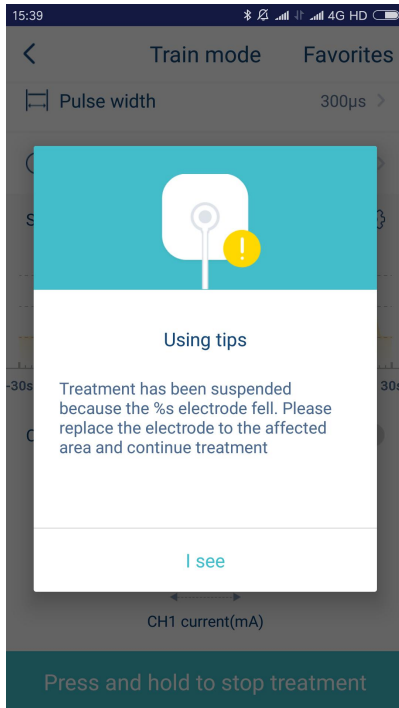 15:39 4G HD
Train mode Favorites
Pulse width 300μs
S
Using tips
Treatment has been suspended
because the %s electrode fell. Please
replace the electrode to the affected
area and continue treatment
-30s 30
I see
CH1 current(mA)
Press and hold to stop treatment